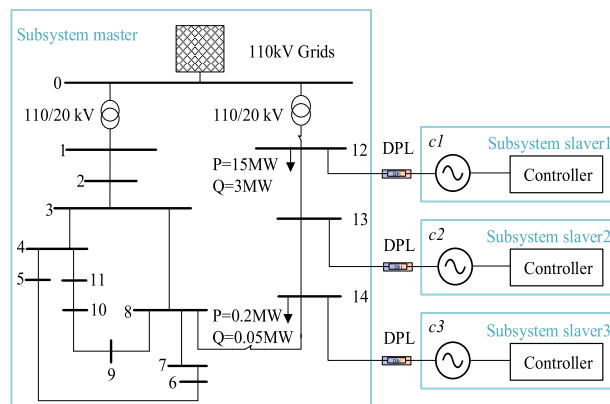 Subsystem master
110kV Grids
0
110/20 kV
110/20 kV
1
2
3
4
5
11
10
9
8
7
6
12
P=15MW
Q=3MW
13
14
P=0.2MW
Q=0.05MW
DPL
c1
Subsystem slaver1
Controller
DPL
c2
Subsystem slaver2
Controller
DPL
c3
Subsystem slaver3
Controller